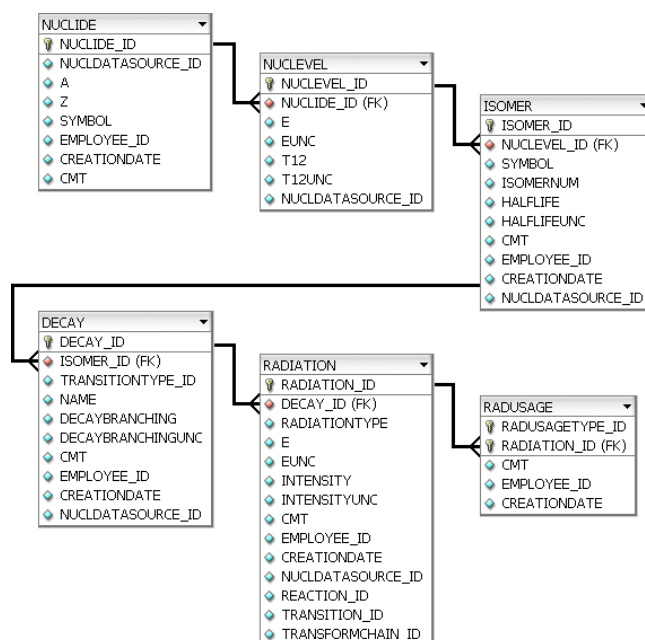 NUCLIDE
NUCLIDE_ID
NUCLDATASOURCE_ID
A
Z
SYMBOL
EMPLOYEE_ID
CREATIONDATE
CMT
NUCLEVEL
NUCLEVEL_ID
NUCLIDE_ID (FK)
E
EUNC
T12
T12UNC
NUCLDATASOURCE_ID
ISOMER
ISOMER_ID
NUCLEVEL_ID (FK)
SYMBOL
ISOMERNUM
HALFLIFE
HALFLIFEUNC
CMT
EMPLOYEE_ID
CREATIONDATE
NUCLDATASOURCE_ID
DECAY
DECAY_ID
ISOMER_ID (FK)
TRANSITIONTYPE_ID
NAME
DECAYBRANCHING
DECAYBRANCHINGUNC
CMT
EMPLOYEE_ID
CREATIONDATE
NUCLDATASOURCE_ID
RADIATION
RADIATION_ID
DECAY_ID (FK)
RADIATIONTYPE
E
EUNC
INTENSITY
INTENSITYUNC
CMT
EMPLOYEE_ID
CREATIONDATE
NUCLDATASOURCE_ID
REACTION_ID
TRANSITION_ID
TRANSFORMCHAIN_ID
RADUSAGE
RADUSAGETYPE_ID
RADIATION_ID (FK)
CMT
EMPLOYEE_ID
CREATIONDATE